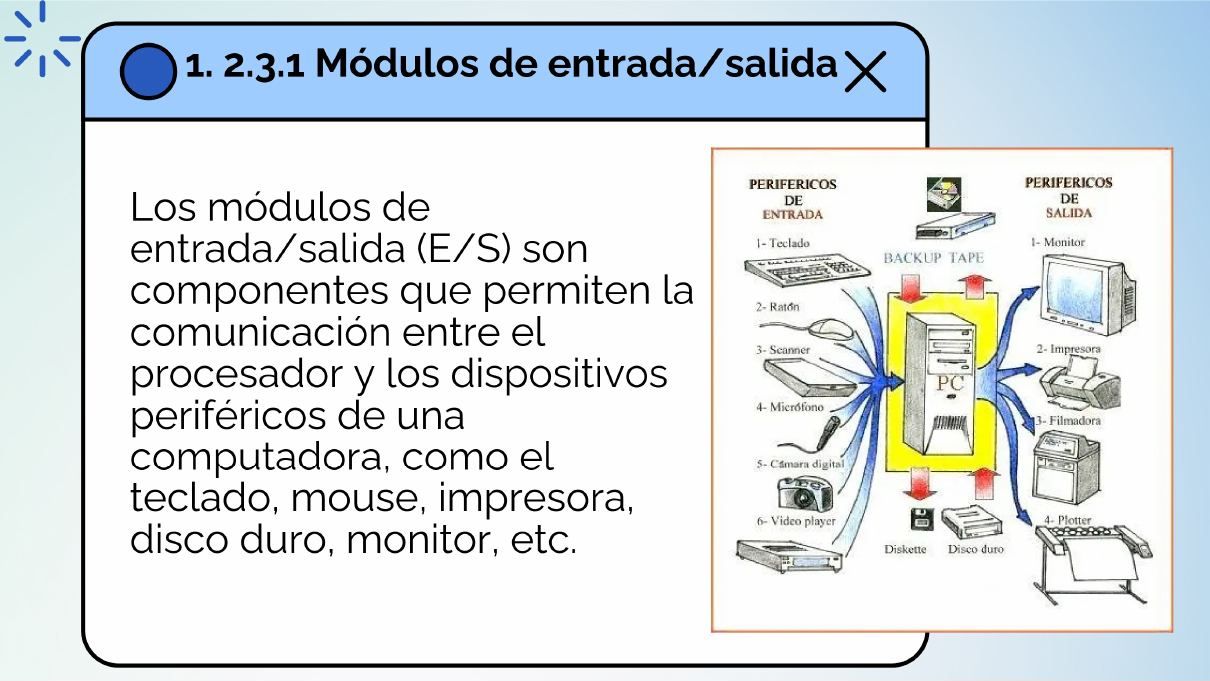 1. 2.3.1 Módulos de entrada/salida
Los módulos de
entrada/salida (E/S) son
componentes que permiten la
comunicación entre el
procesador y los dispositivos
periféricos de una
computadora, como el
teclado, mouse, impresora,
disco duro, monitor, etc.
PERIFERICOS
DE
ENTRADA
1- Teclado
2- Ratón
3- Scanner
4- Micrófono
5- Cámara digital
6- Video player
BACKUP TAPE
PC
Diskette
Disco duro
PERIFERICOS
DE
SALIDA
1- Monitor
2- Impresora
3- Filmadora
4- Plotter